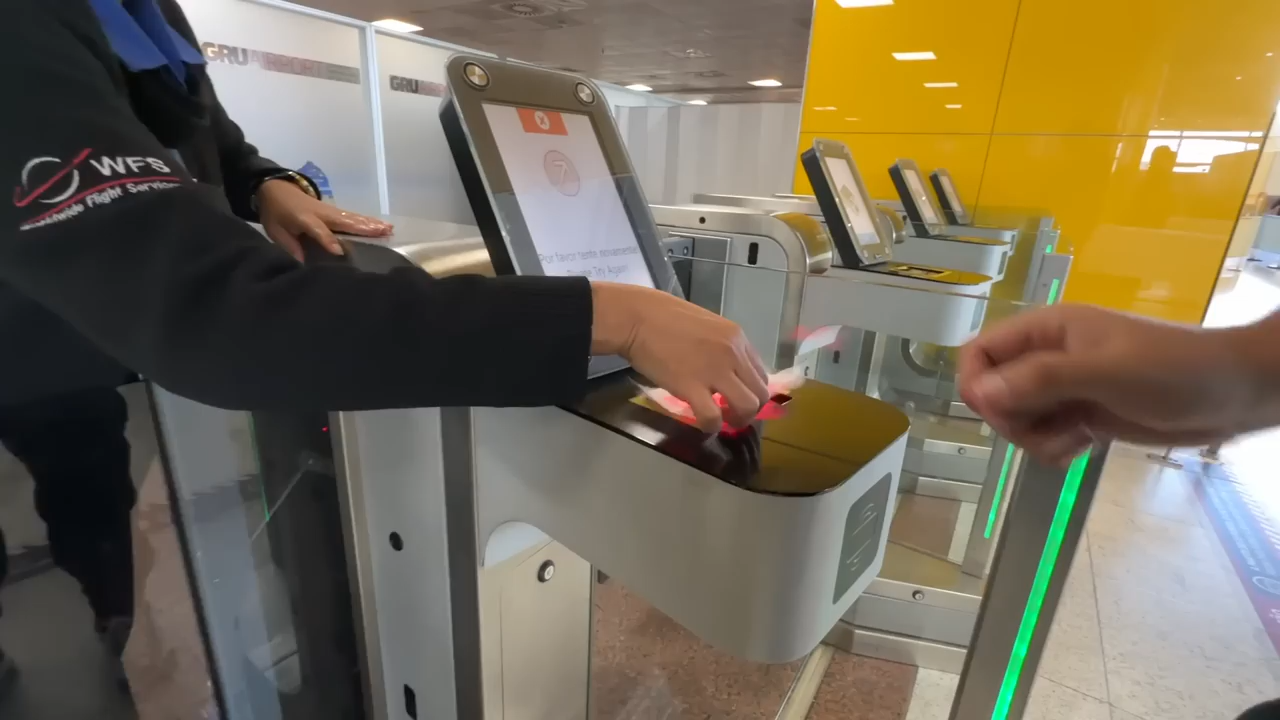 GRU AIRPORT
GRU
WFS
Worldwide Flight Services
Por favor tente novamente
Please Try Again